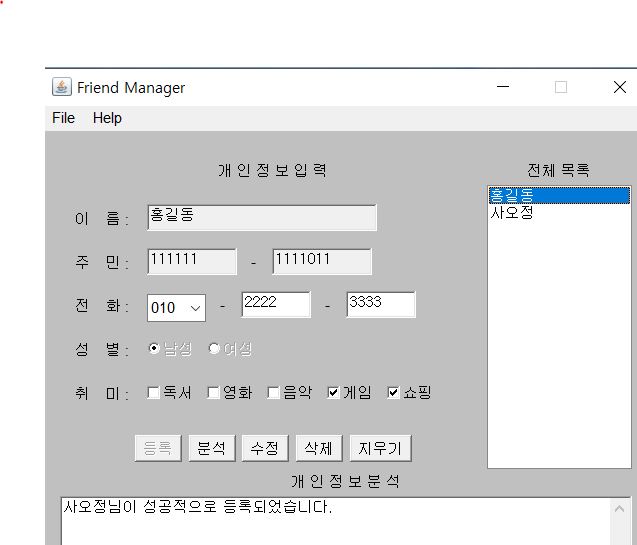 Friend Manager
File Help
개 인 정 보 입 력
전체 목록
이 름 : 홍길동
홍길동
사오정
주 민 : 111111 - 1111011
전 화 : 010 - 2222 - 3333
성 별 : 남성 여성
취 미 : 독서 영화 음악 게임 쇼핑
등록 분석 수정 삭제 지우기
개 인 정 보 분 석
사오정님이 성공적으로 등록되었습니다.